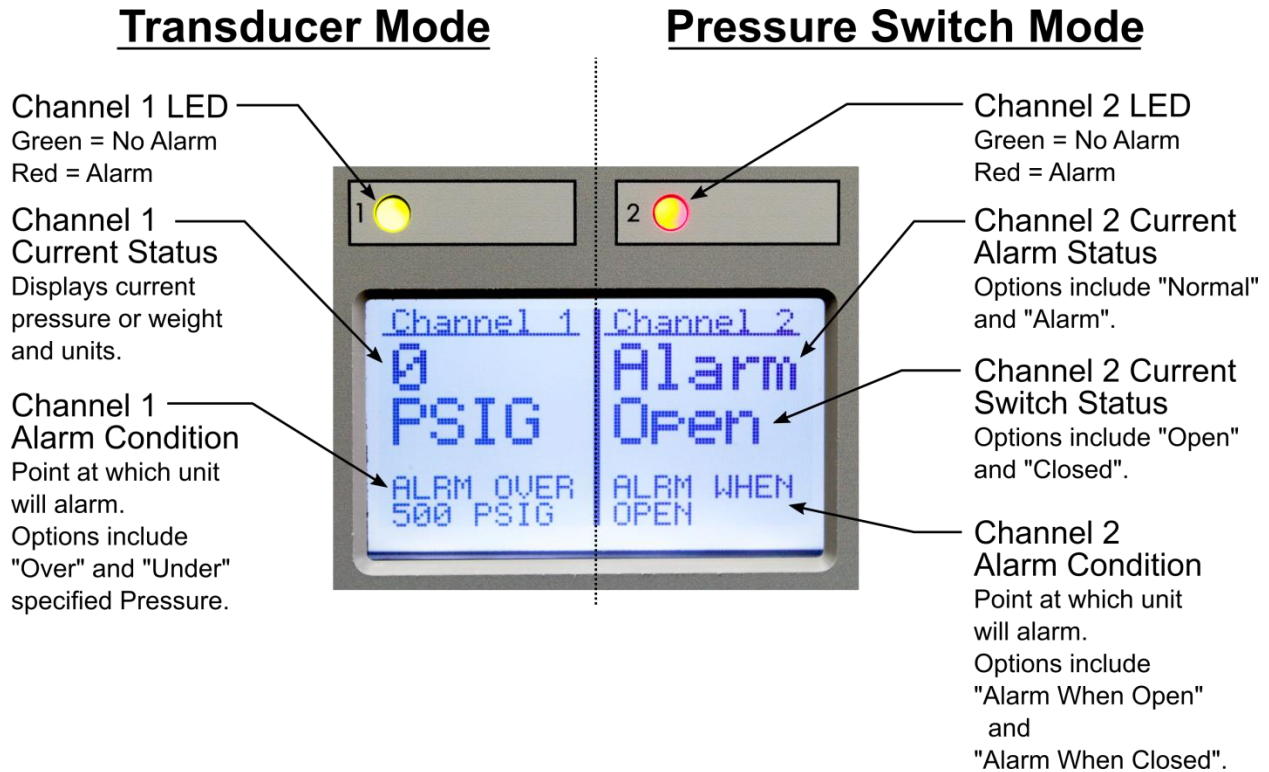 Transducer Mode
Pressure Switch Mode
Channel 1 LED
Green = No Alarm
Red = Alarm
Channel 1
Current Status
Displays current
pressure or weight
and units.
Channel 1
Alarm Condition
Point at which unit
will alarm.
Options include
"Over" and "Under"
specified Pressure.
1
2
Channel 1
0
PSIG
ALRM OVER
500 PSIG
Channel 2
Alarm
Open
ALRM WHEN
OPEN
Channel 2 LED
Green = No Alarm
Red = Alarm
Channel 2 Current
Alarm Status
Options include "Normal"
and "Alarm".
Channel 2 Current
Switch Status
Options include "Open"
and "Closed".
Channel 2
Alarm Condition
Point at which unit
will alarm.
Options include
"Alarm When Open"
and
"Alarm When Closed".